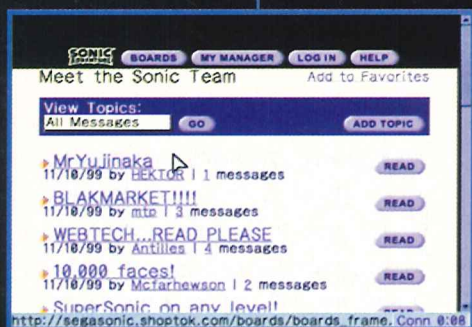 SONIC ADVENTURE BOARDS MY MANAGER LOG IN HELP
Meet the Sonic Team Add to Favorites
View Topics:
All Messages GO ADD TOPIC
MrYujinaka READ
11/10/99 by HEKTOR | 1 messages
BLAKMARKET!!!! READ
11/10/99 by mtp | 3 messages
WEBTECH...READ PLEASE READ
11/10/99 by Antilles | 4 messages
10,000 faces! READ
11/10/99 by Mcfarhewson | 2 messages
SuperSonic on any level!
http://segasonic.shoptok.com/boards/boards_frame. Conn 0:08